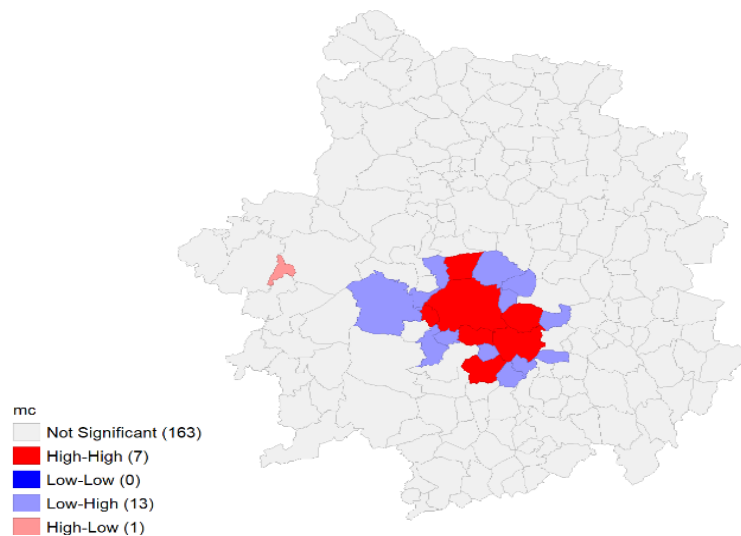 mc
Not Significant (163)
High-High (7)
Low-Low (0)
Low-High (13)
High-Low (1)